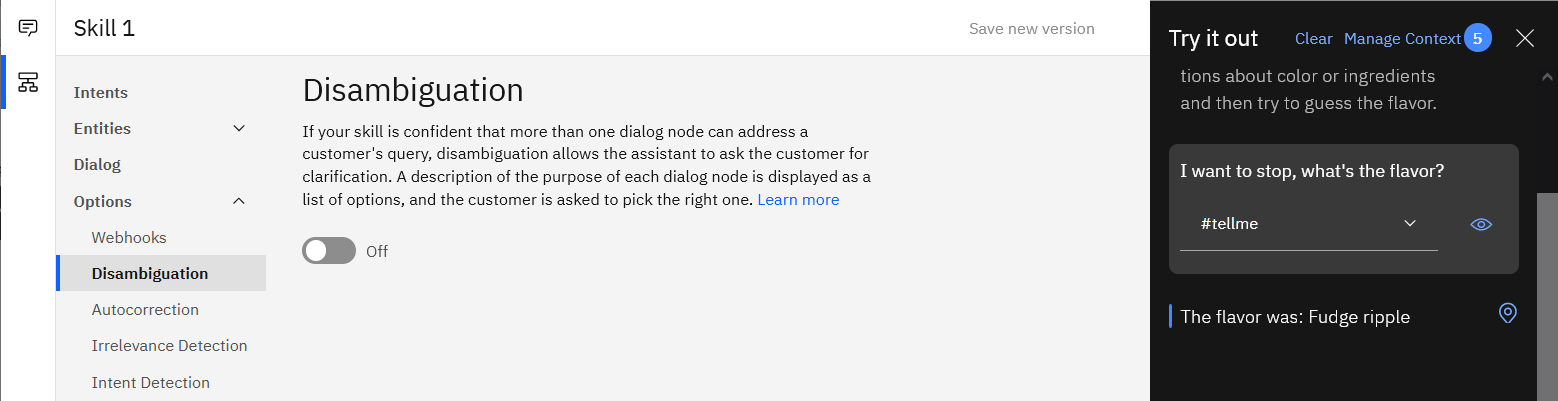 Skill 1
Save new version
Intents
Entities
Dialog
Options
Webhooks
Disambiguation
Autocorrection
Irrelevance Detection
Intent Detection
Disambiguation
If your skill is confident that more than one dialog node can address a
customer's query, disambiguation allows the assistant to ask the customer for
clarification. A description of the purpose of each dialog node is displayed as a
list of options, and the customer is asked to pick the right one. Learn more
Off
Try it out
Clear
Manage Context 5
tions about color or ingredients
and then try to guess the flavor.
I want to stop, what's the flavor?
#tellme
The flavor was: Fudge ripple